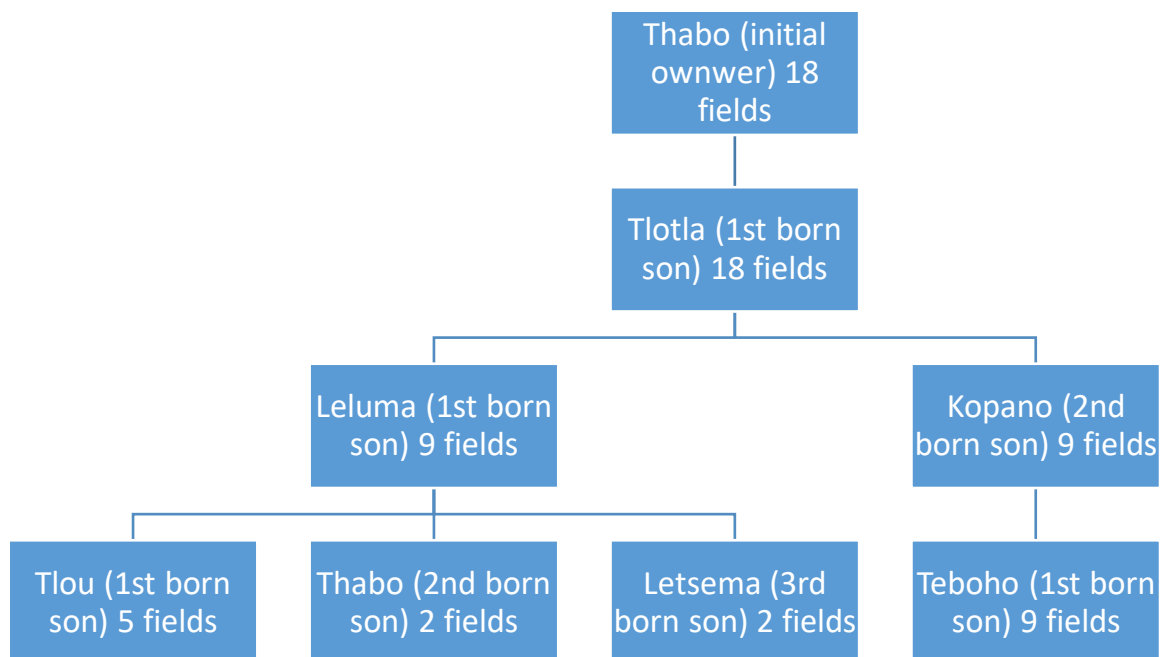 Thabo (initial
ownwer) 18
fields
Tlotla (1st born
son) 18 fields
Leluma (1st born
son) 9 fields
Kopano (2nd
born son) 9 fields
Tlou (1st born
son) 5 fields
Thabo (2nd born
son) 2 fields
Letsema (3rd
born son) 2 fields
Teboho (1st born
son) 9 fields